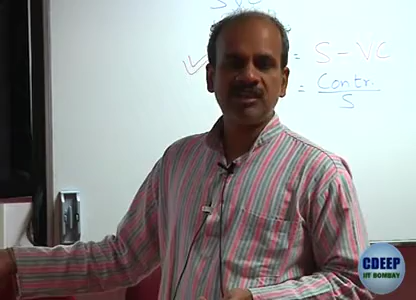 = S - VC
= Contr.
S
CDEEP
IIT BOMBAY